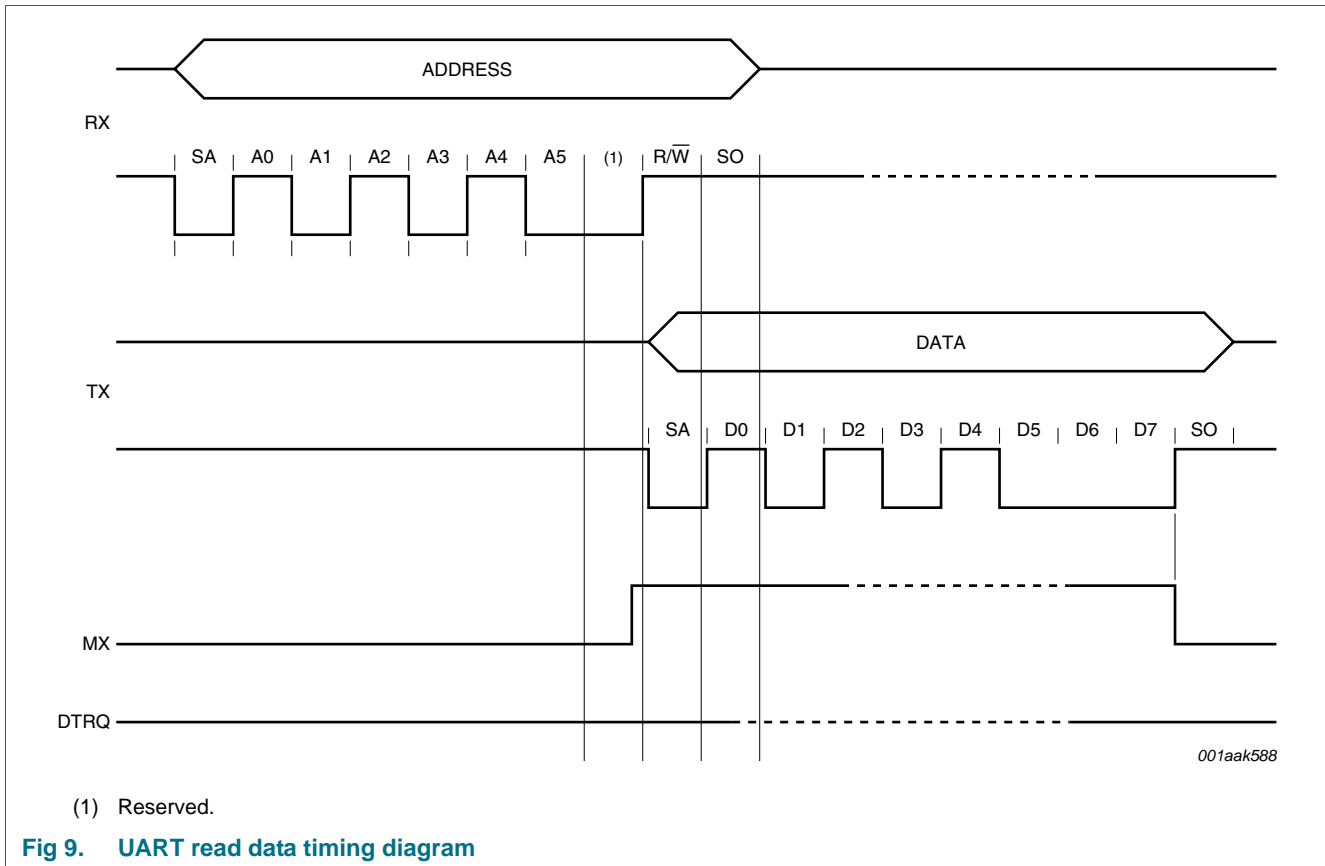 ADDRESS
RX
SA A0 A1 A2 A3 A4 A5 (1) R/W̅ SO
DATA
TX
SA D0 D1 D2 D3 D4 D5 D6 D7 SO
MX
DTRQ
001aak588
(1) Reserved.
Fig 9. UART read data timing diagram